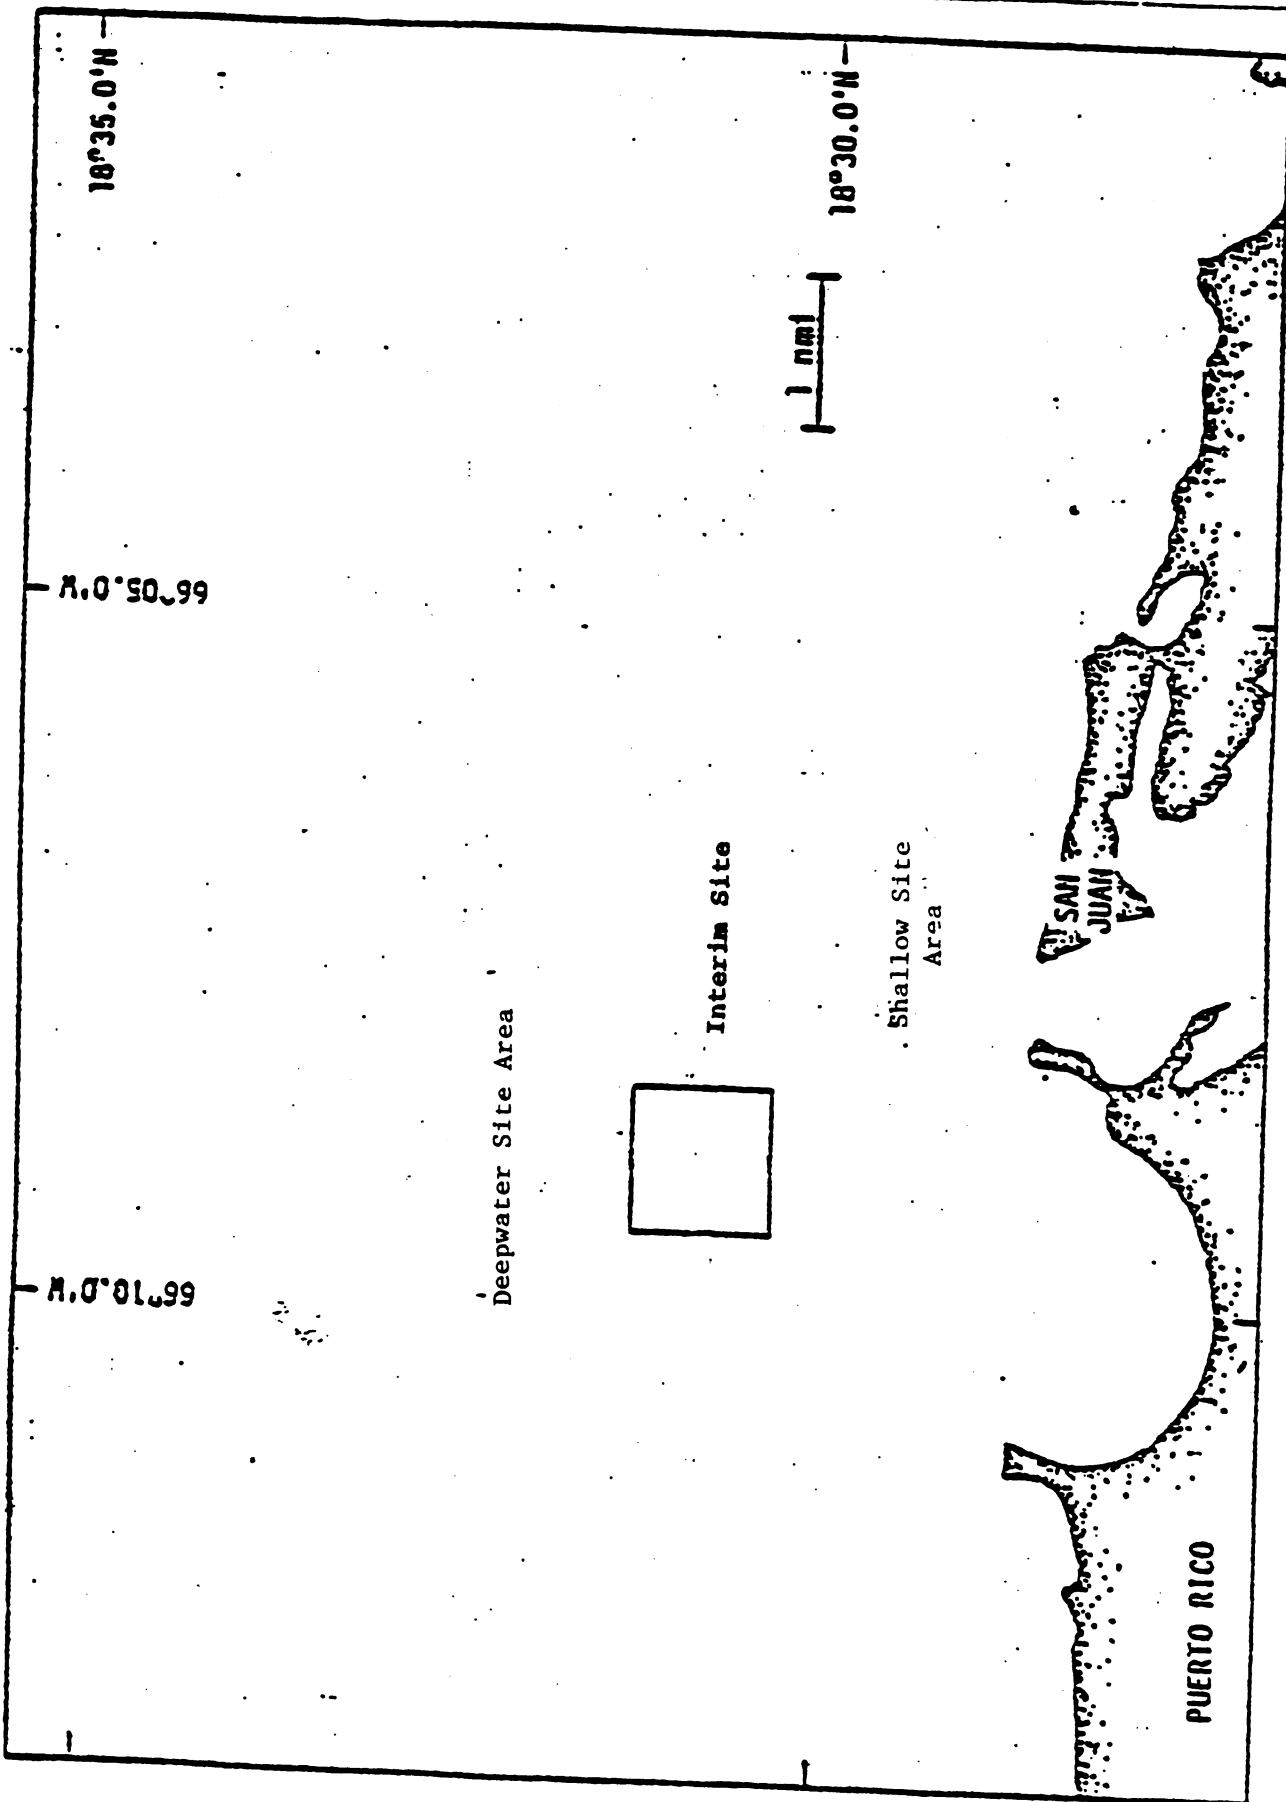 18°35.0'N
18°30.0'N
1 nmi
66°05.0'W
66°10.0'W
Deepwater Site Area
Interim Site
Shallow Site
Area
SAN
JUAN
PUERTO RICO